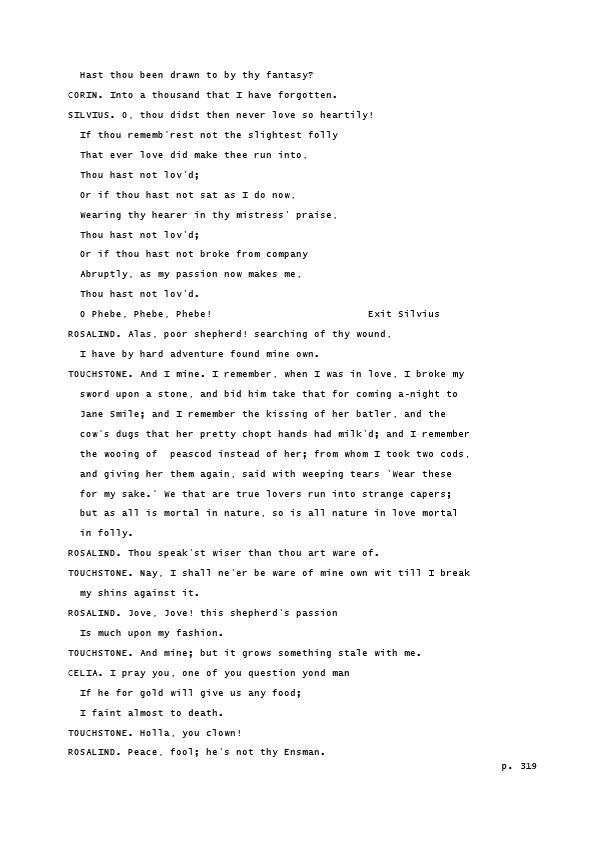 Hast thou been drawn to by thy fantasy?
CORIN. Into a thousand that I have forgotten.
SILVIUS. O, thou didst then never love so heartily!
If thou rememb'rest not the slightest folly
That ever love did make thee run into,
Thou hast not lov'd;
Or if thou hast not sat as I do now,
Wearing thy hearer in thy mistress' praise,
Thou hast not lov'd;
Or if thou hast not broke from company
Abruptly, as my passion now makes me,
Thou hast not lov'd.
O Phebe, Phebe, Phebe! Exit Silvius
ROSALIND. Alas, poor shepherd! searching of thy wound,
I have by hard adventure found mine own.
TOUCHSTONE. And I mine. I remember, when I was in love, I broke my
sword upon a stone, and bid him take that for coming a-night to
Jane Smile; and I remember the kissing of her batler, and the
cow's dugs that her pretty chopt hands had milk'd; and I remember
the wooing of peascod instead of her; from whom I took two cods,
and giving her them again, said with weeping tears 'Wear these
for my sake.' We that are true lovers run into strange capers;
but as all is mortal in nature, so is all nature in love mortal
in folly.
ROSALIND. Thou speak'st wiser than thou art ware of.
TOUCHSTONE. Nay, I shall ne'er be ware of mine own wit till I break
my shins against it.
ROSALIND. Jove, Jove! this shepherd's passion
Is much upon my fashion.
TOUCHSTONE. And mine; but it grows something stale with me.
CELIA. I pray you, one of you question yond man
If he for gold will give us any food;
I faint almost to death.
TOUCHSTONE. Holla, you clown!
ROSALIND. Peace, fool; he's not thy Ensman.
p. 319